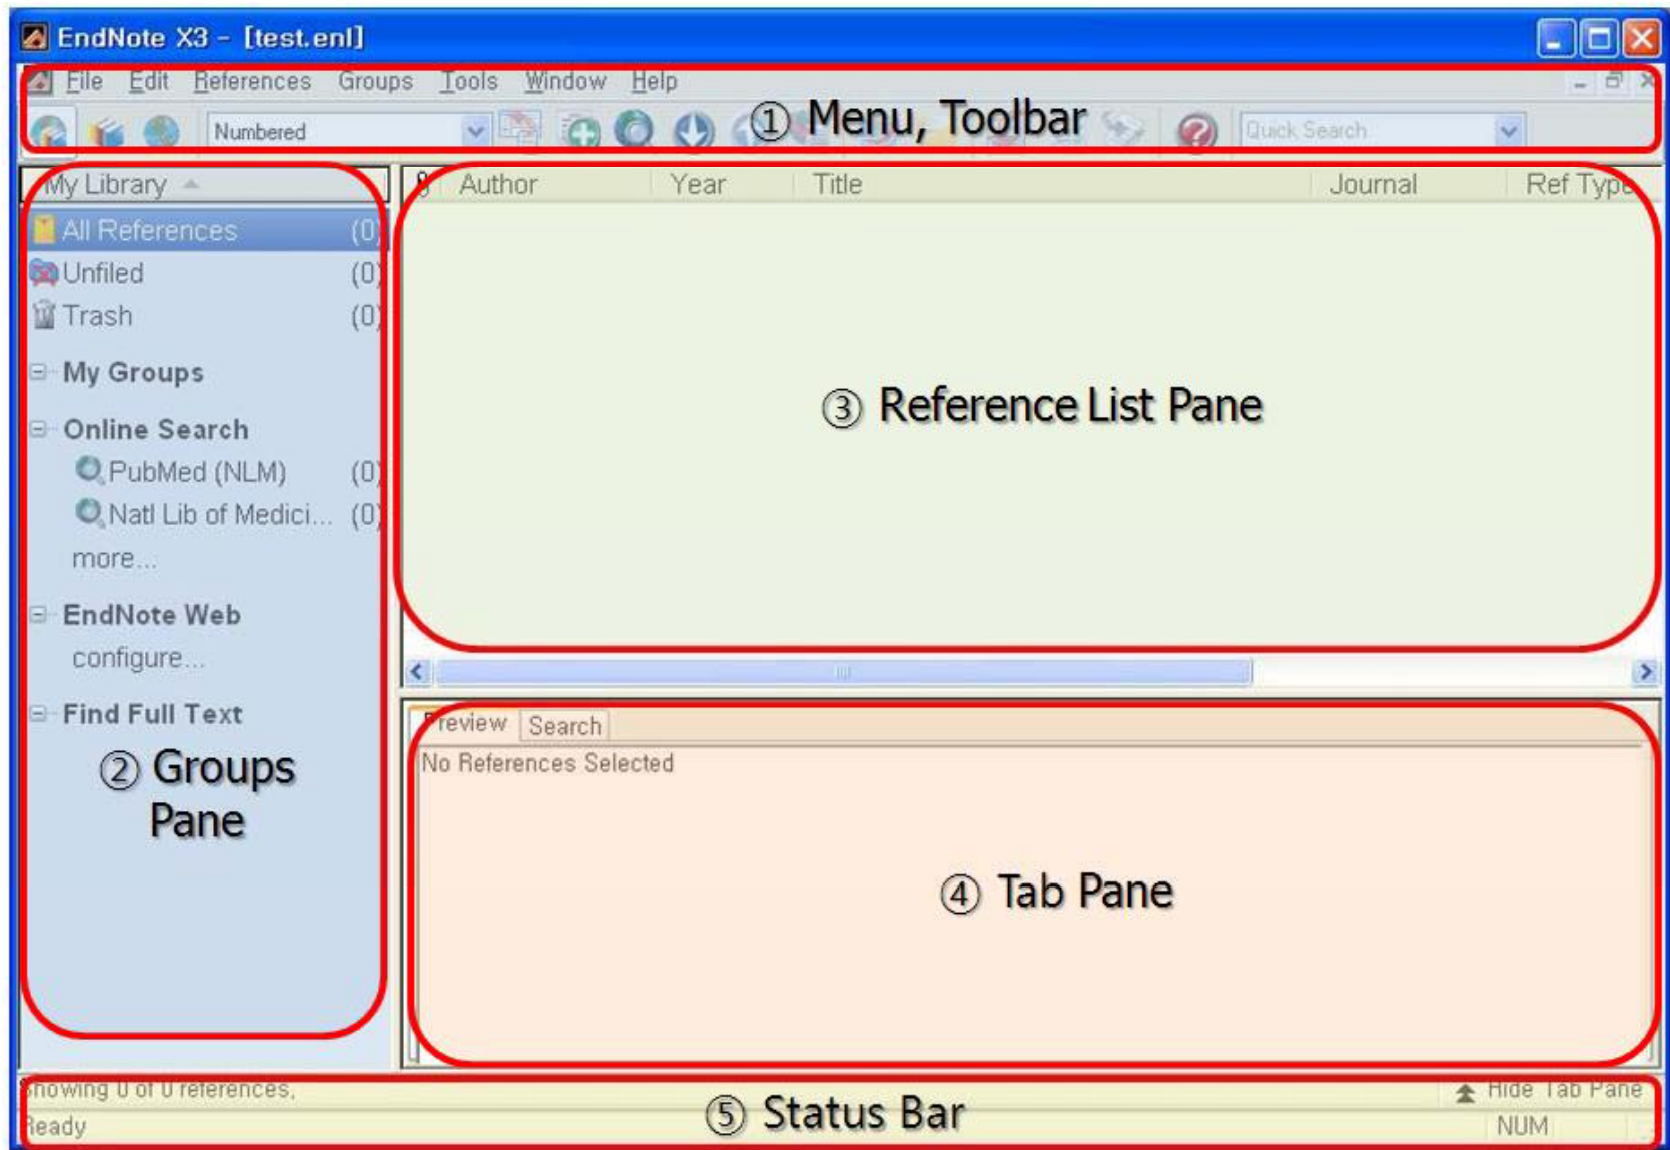 EndNote X3 - [test.enl]
File Edit References Groups Tools Window Help
Numbered
Quick Search
① Menu, Toolbar
My Library
Author Year Title Journal Ref Type
All References (0)
Unfiled (0)
Trash (0)
My Groups
Online Search
PubMed (NLM) (0)
Natl Lib of Medici... (0)
more...
EndNote Web
configure...
Find Full Text
② Groups
Pane
③ Reference List Pane
Preview Search
No References Selected
④ Tab Pane
Showing 0 of 0 references.
Hide Tab Pane
⑤ Status Bar
Ready
NUM